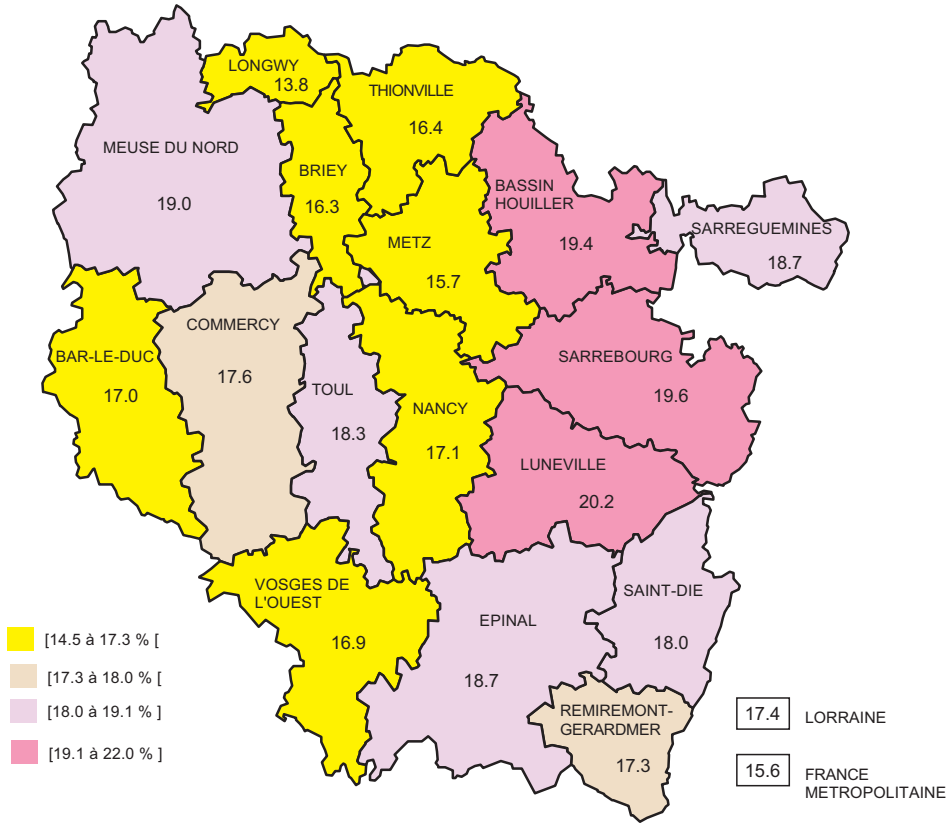 LONGWY
13.8
THIONVILLE
16.4
MEUSE DU NORD
19.0
BRIEY
16.3
BASSIN
HOUILLER
19.4
METZ
15.7
SARREGUEMINES
18.7
COMMERCY
17.6
BAR-LE-DUC
17.0
TOUL
18.3
NANCY
17.1
SARREBOURG
19.6
LUNEVILLE
20.2
VOSGES DE
L'OUEST
16.9
EPINAL
18.7
SAINT-DIE
18.0
REMIREMONT-
GERARDMER
17.3
[14.5 à 17.3 % [
[17.3 à 18.0 % [
[18.0 à 19.1 % ]
[19.1 à 22.0 % ]
17.4 LORRAINE
15.6 FRANCE
METROPOLITAINE